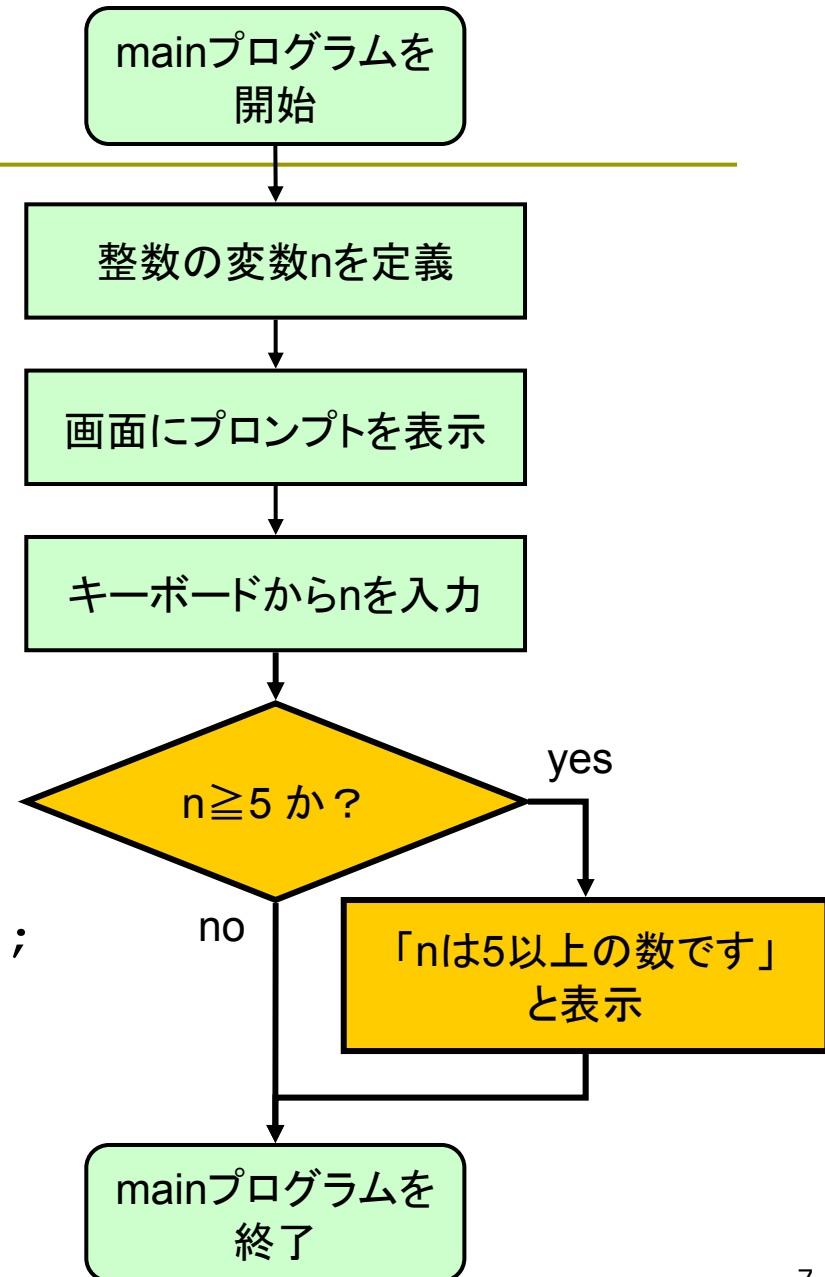 mainプログラムを
開始
整数の変数nを定義
画面にプロンプトを表示
キーボードからnを入力
n≧5 か？
yes
no
;
「nは5以上の数です」
と表示
mainプログラムを
終了